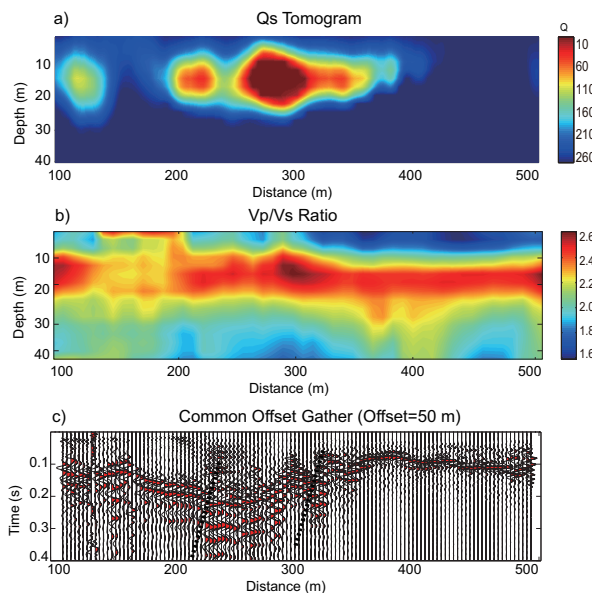 a) Qs Tomogram
Q
10
60
110
160
210
260
Depth (m)
10
20
30
40
100 200 300 400 500
Distance (m)
b) Vp/Vs Ratio
2.6
2.4
2.2
2.0
1.8
1.6
Depth (m)
10
20
30
40
100 200 300 400 500
Distance (m)
c) Common Offset Gather (Offset=50 m)
Time (s)
0.1
0.2
0.3
0.4
100 200 300 400 500
Distance (m)